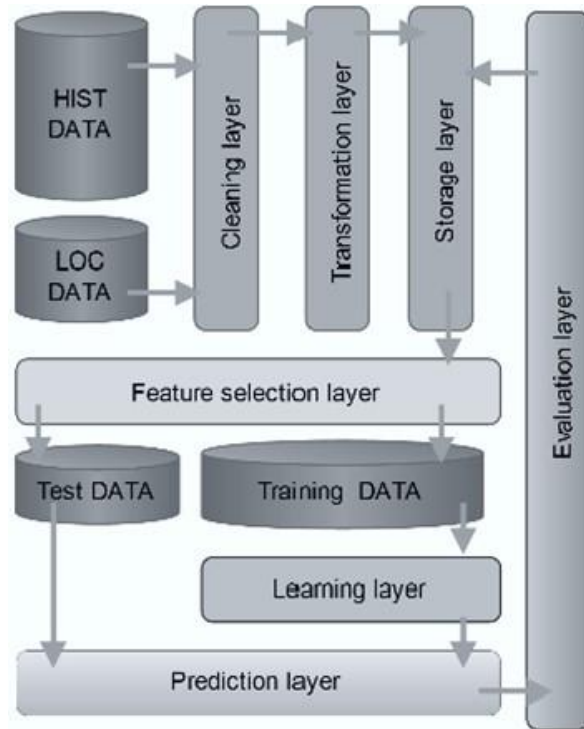 HIST
DATA
LOC
DATA
Cleaning layer
Transformation layer
Storage layer
Evaluation layer
Feature selection layer
Test DATA
Training DATA
Learning layer
Prediction layer